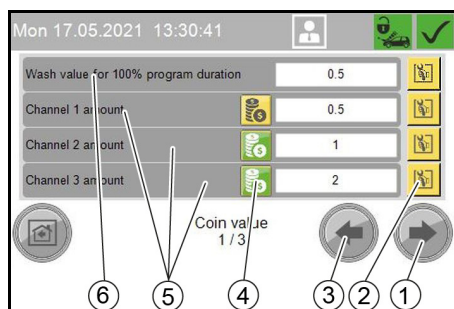 Mon 17.05.2021 13:30:41
Wash value for 100% program duration 0.5
Channel 1 amount 0.5
Channel 2 amount 1
Channel 3 amount 2
Coin value
1 / 3
6 5 4 3 2 1